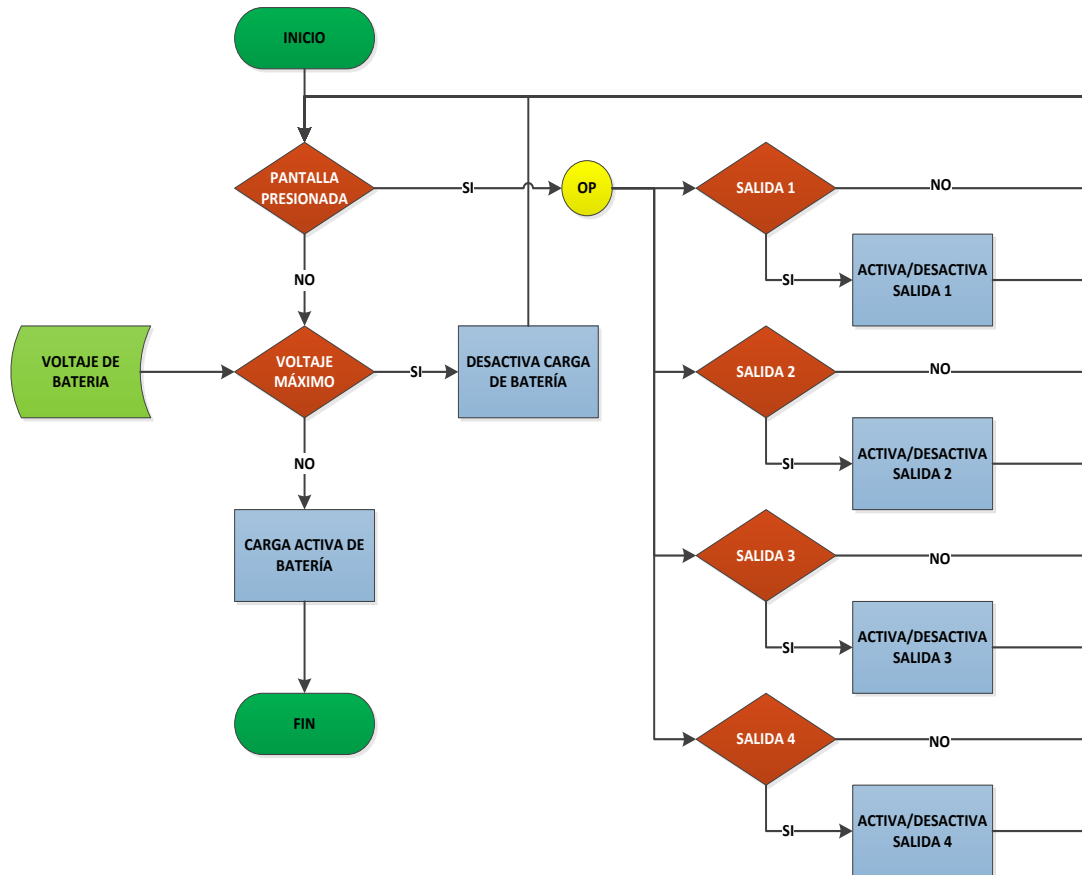 INICIO
PANTALLA
PRESIONADA
SI
OP
SALIDA 1
NO
SI
ACTIVA/DESACTIVA
SALIDA 1
NO
VOLTAJE DE
BATERIA
VOLTAJE
MÁXIMO
SI
DESACTIVA CARGA
DE BATERÍA
SALIDA 2
NO
SI
ACTIVA/DESACTIVA
SALIDA 2
NO
CARGA ACTIVA DE
BATERÍA
SALIDA 3
NO
SI
ACTIVA/DESACTIVA
SALIDA 3
FIN
SALIDA 4
NO
SI
ACTIVA/DESACTIVA
SALIDA 4